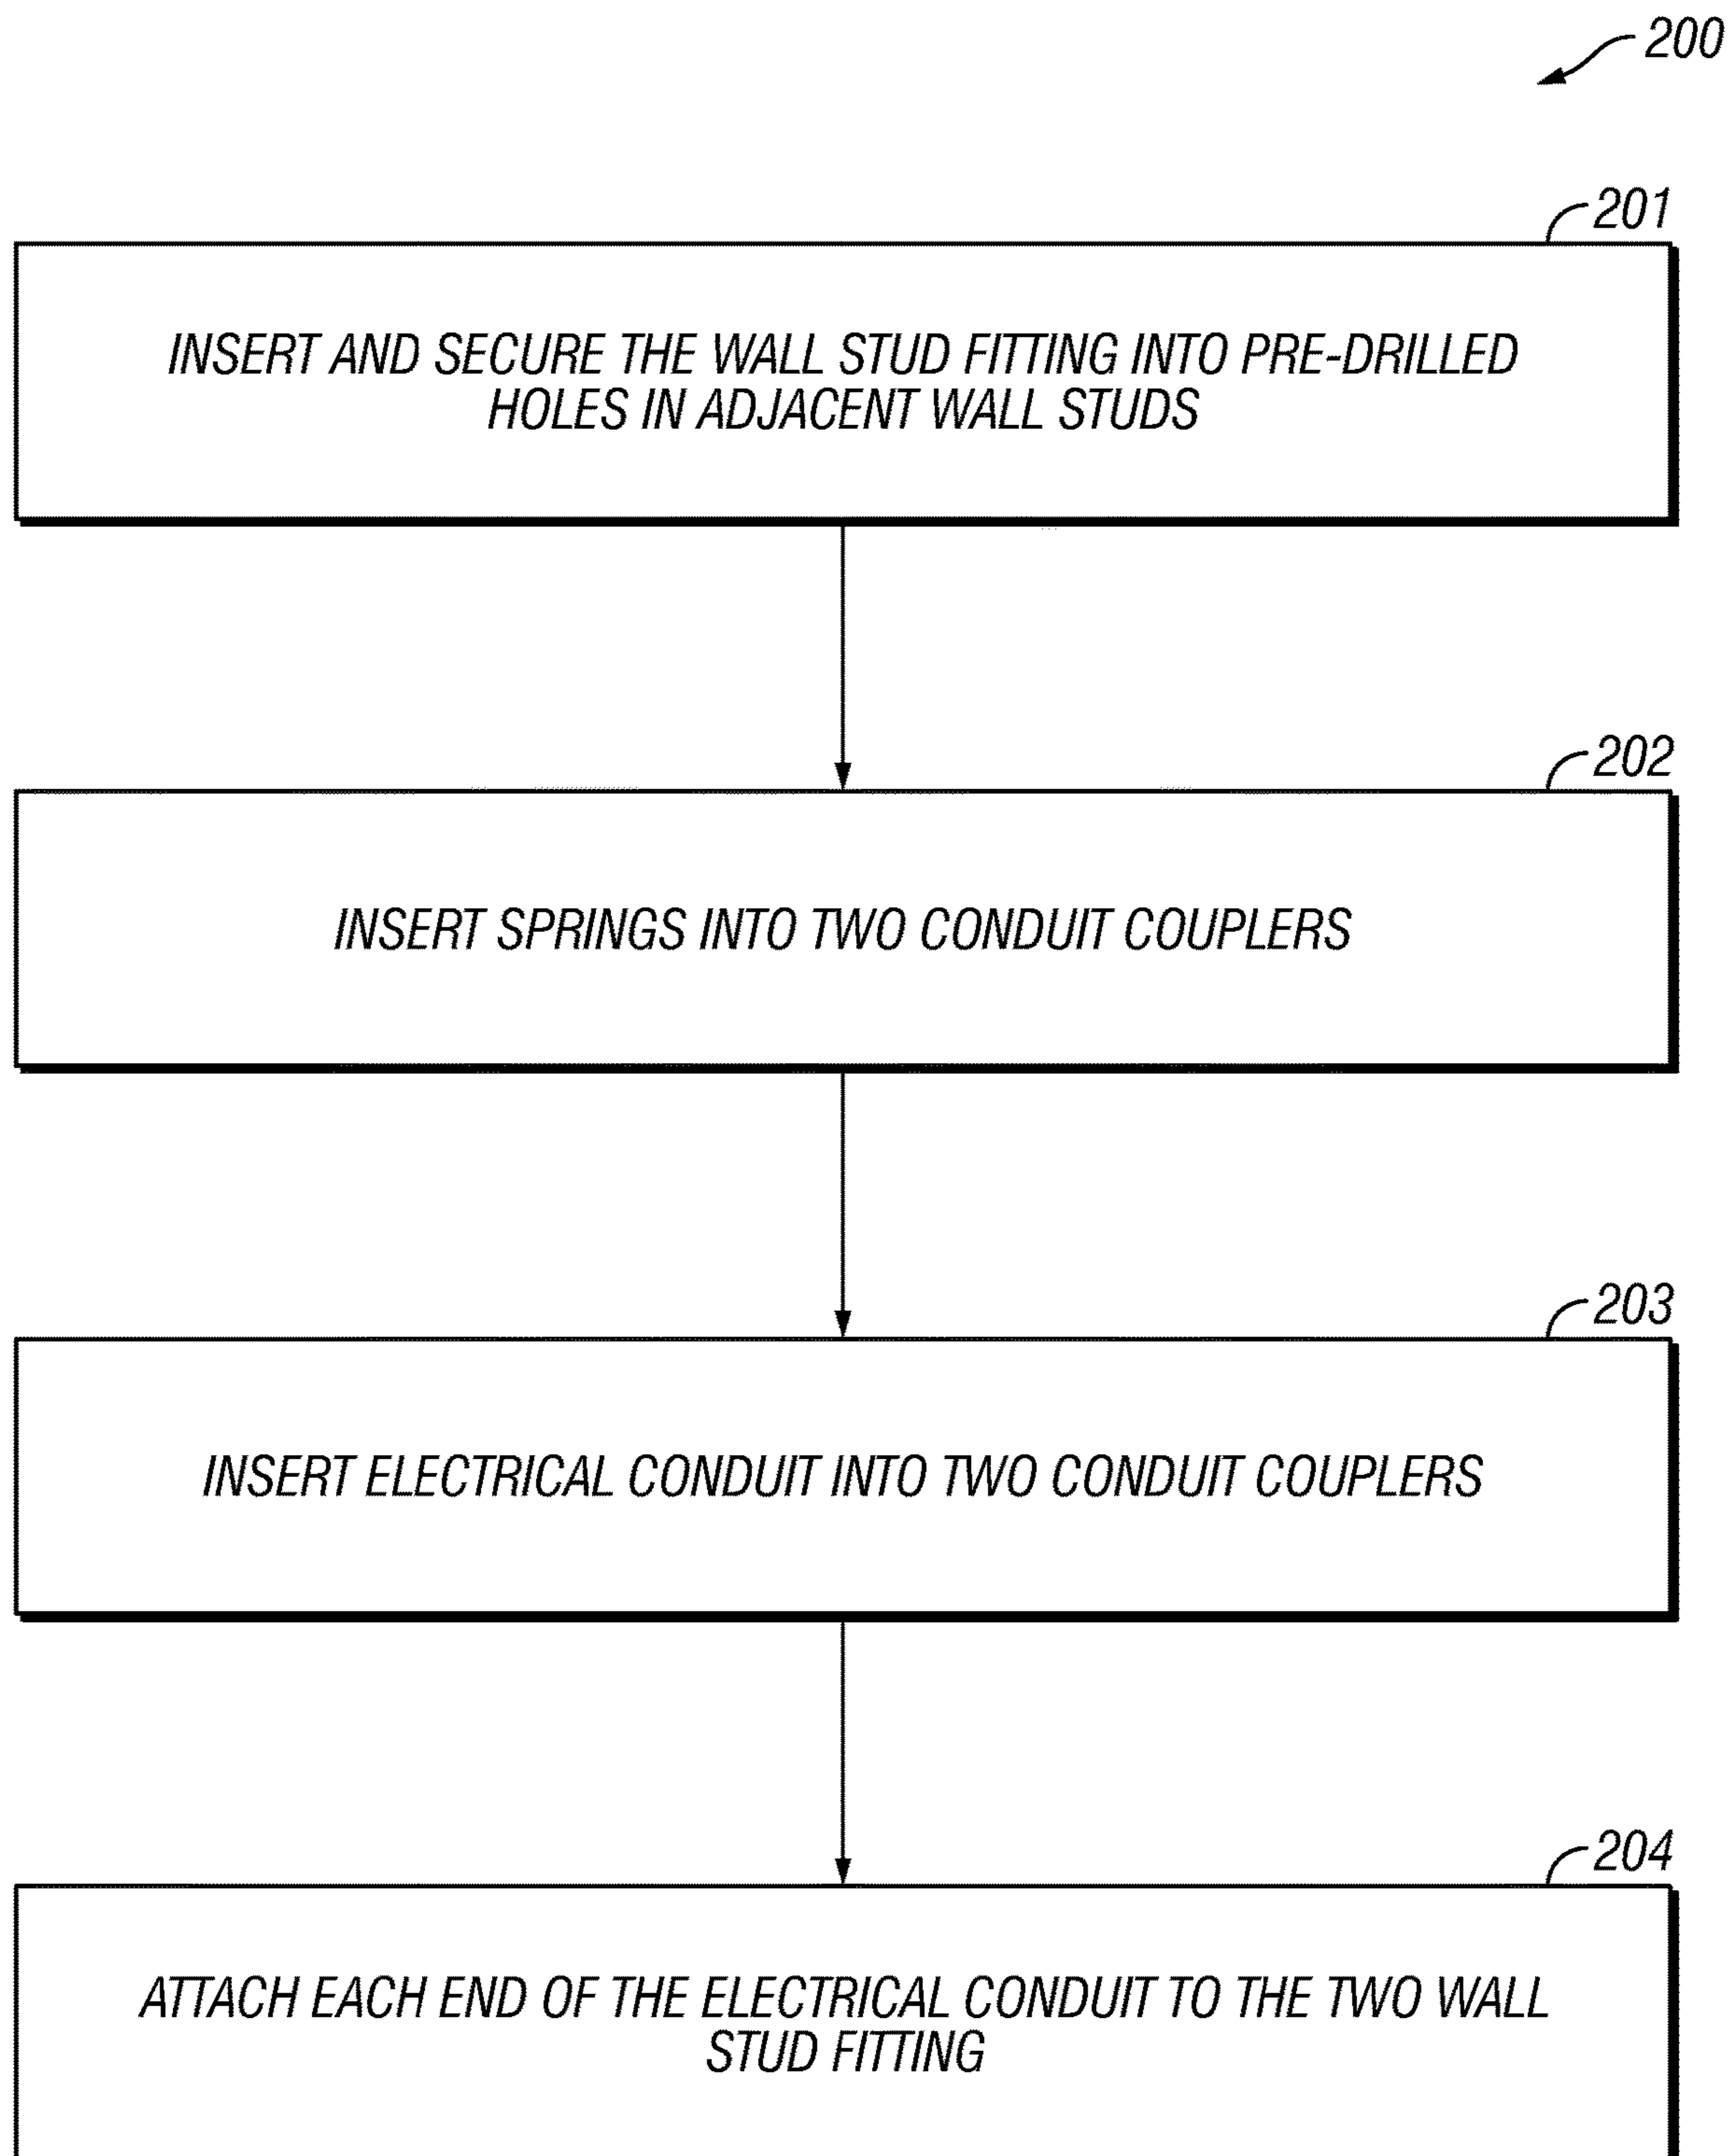 200
201
INSERT AND SECURE THE WALL STUD FITTING INTO PRE-DRILLED
HOLES IN ADJACENT WALL STUDS
202
INSERT SPRINGS INTO TWO CONDUIT COUPLERS
203
INSERT ELECTRICAL CONDUIT INTO TWO CONDUIT COUPLERS
204
ATTACH EACH END OF THE ELECTRICAL CONDUIT TO THE TWO WALL
STUD FITTING